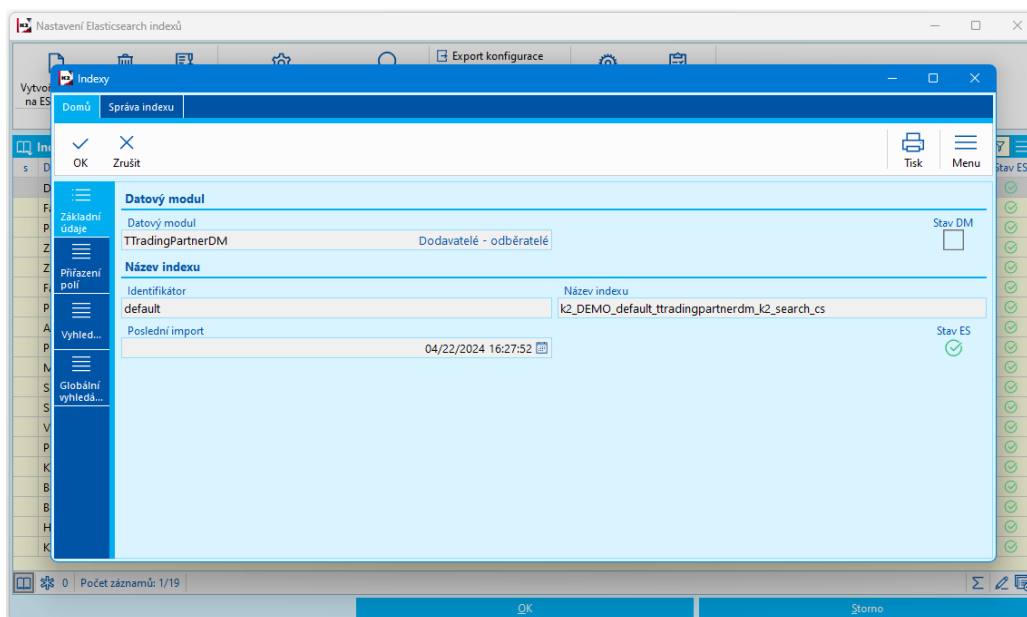 Nastavení Elasticsearch indexů
Export konfigurace
na ES
Indexy
Domů
Správa indexu
OK
Zrušit
Tisk
Menu
s
Stav ES
Základní
údaje
Přiřazení
polí
Vyhled...
Globální
vyhledá...
Datový modul
Datový modul
Stav DM
TTradingPartnerDM
Dodavatelé - odběratelé
Název indexu
Identifikátor
Název indexu
default
k2_DEMO_default_ttradingpartnerdm_k2_search_cs
Poslední import
Stav ES
04/22/2024 16:27:52
0
Počet záznamů: 1/19
OK
Storno